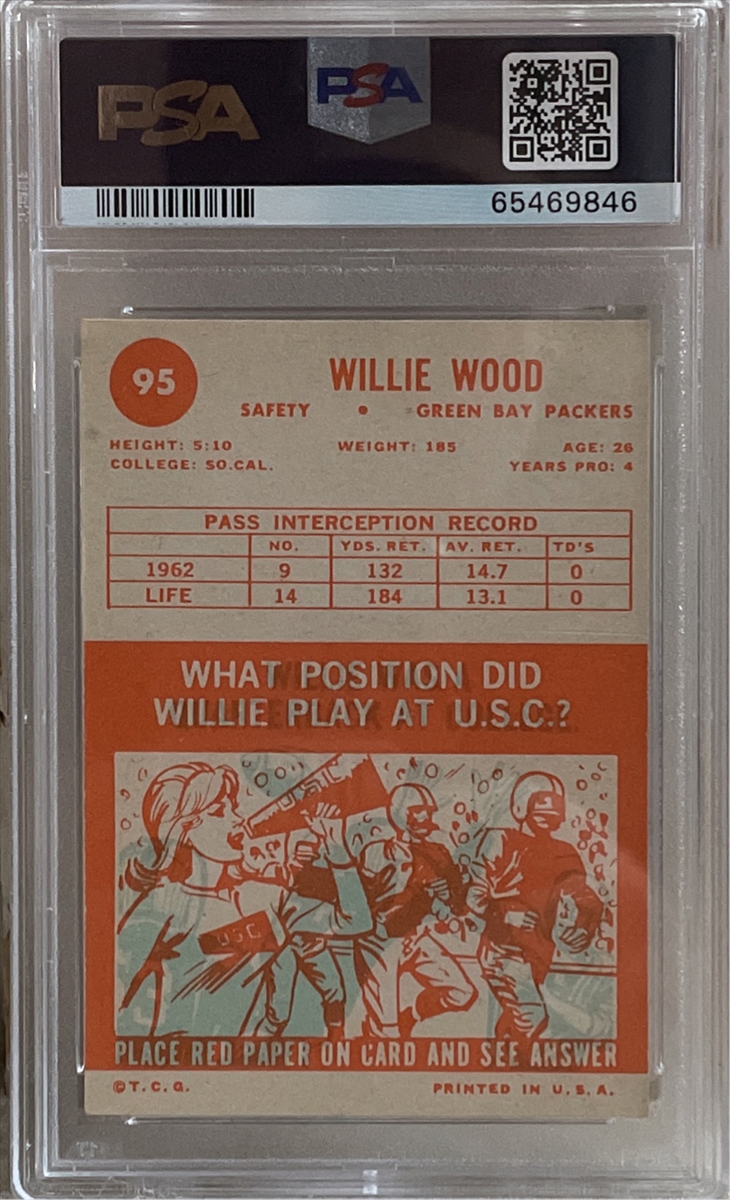 PSA
PSA
65469846
95
WILLIE WOOD
SAFETY • GREEN BAY PACKERS
HEIGHT: 5:10 WEIGHT: 185 AGE: 26
COLLEGE: SO.CAL. YEARS PRO: 4
PASS INTERCEPTION RECORD
NO. YDS. RET. AV. RET. TD'S
1962 9 132 14.7 0
LIFE 14 184 13.1 0
WHAT POSITION DID
WILLIE PLAY AT U.S.C.?
USC
USC
PLACE RED PAPER ON CARD AND SEE ANSWER
©T.C.G. PRINTED IN U.S.A.